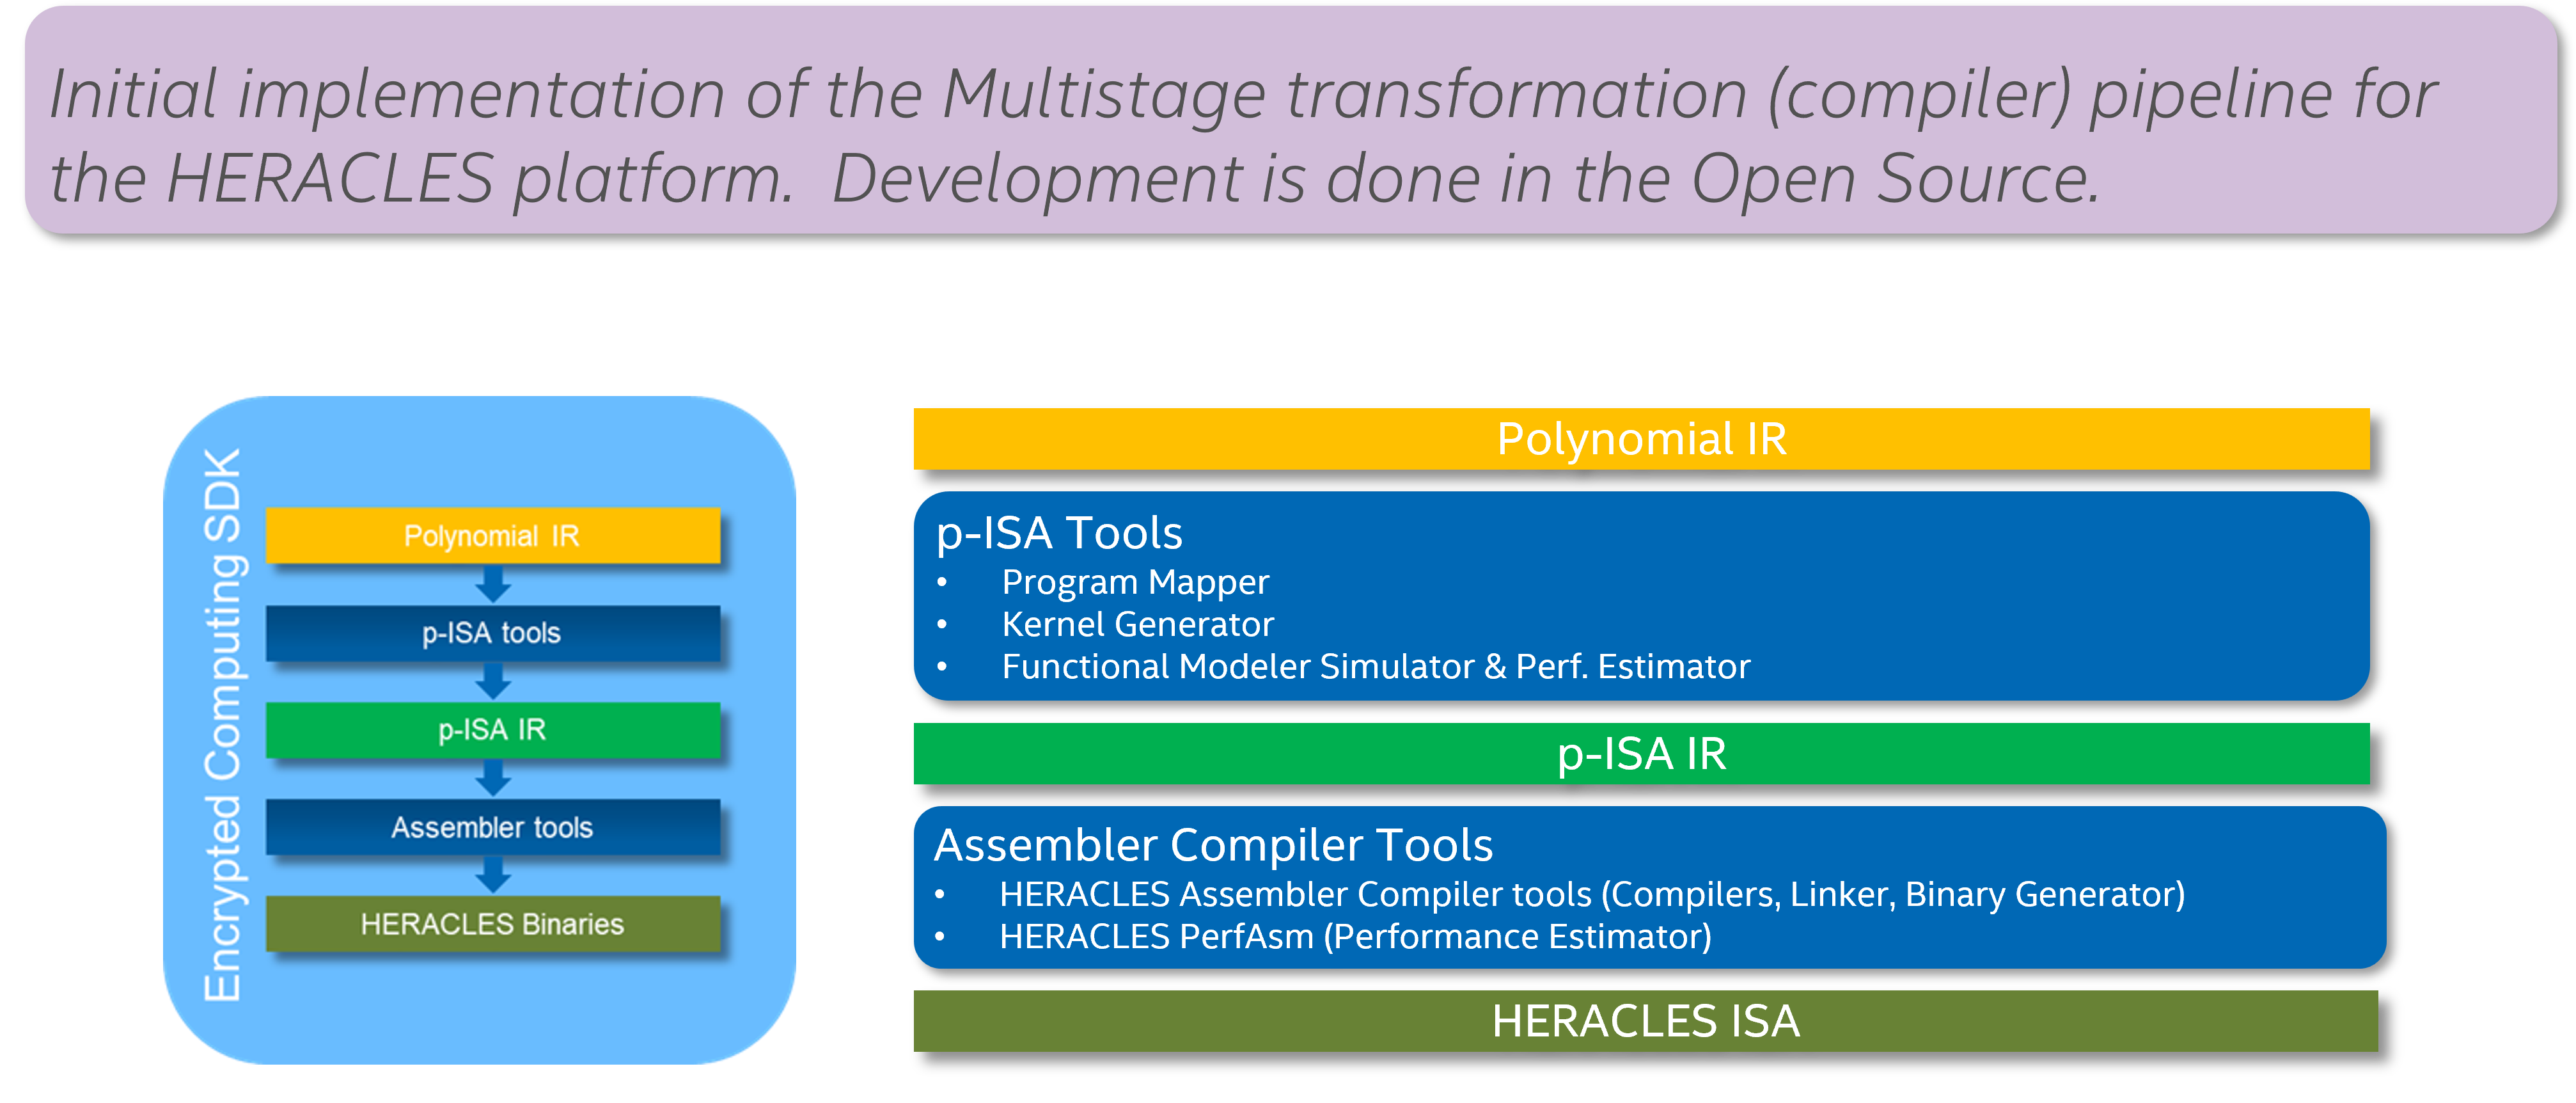 Initial implementation of the Multistage transformation (compiler) pipeline for
the HERACLES platform.  Development is done in the Open Source.
Encrypted Computing SDK
Polynomial IR
p-ISA tools
p-ISA IR
Assembler tools
HERACLES Binaries
Polynomial IR
p-ISA Tools
• Program Mapper
• Kernel Generator
• Functional Modeler Simulator & Perf. Estimator
p-ISA IR
Assembler Compiler Tools
• HERACLES Assembler Compiler tools (Compilers, Linker, Binary Generator)
• HERACLES PerfAsm (Performance Estimator)
HERACLES ISA